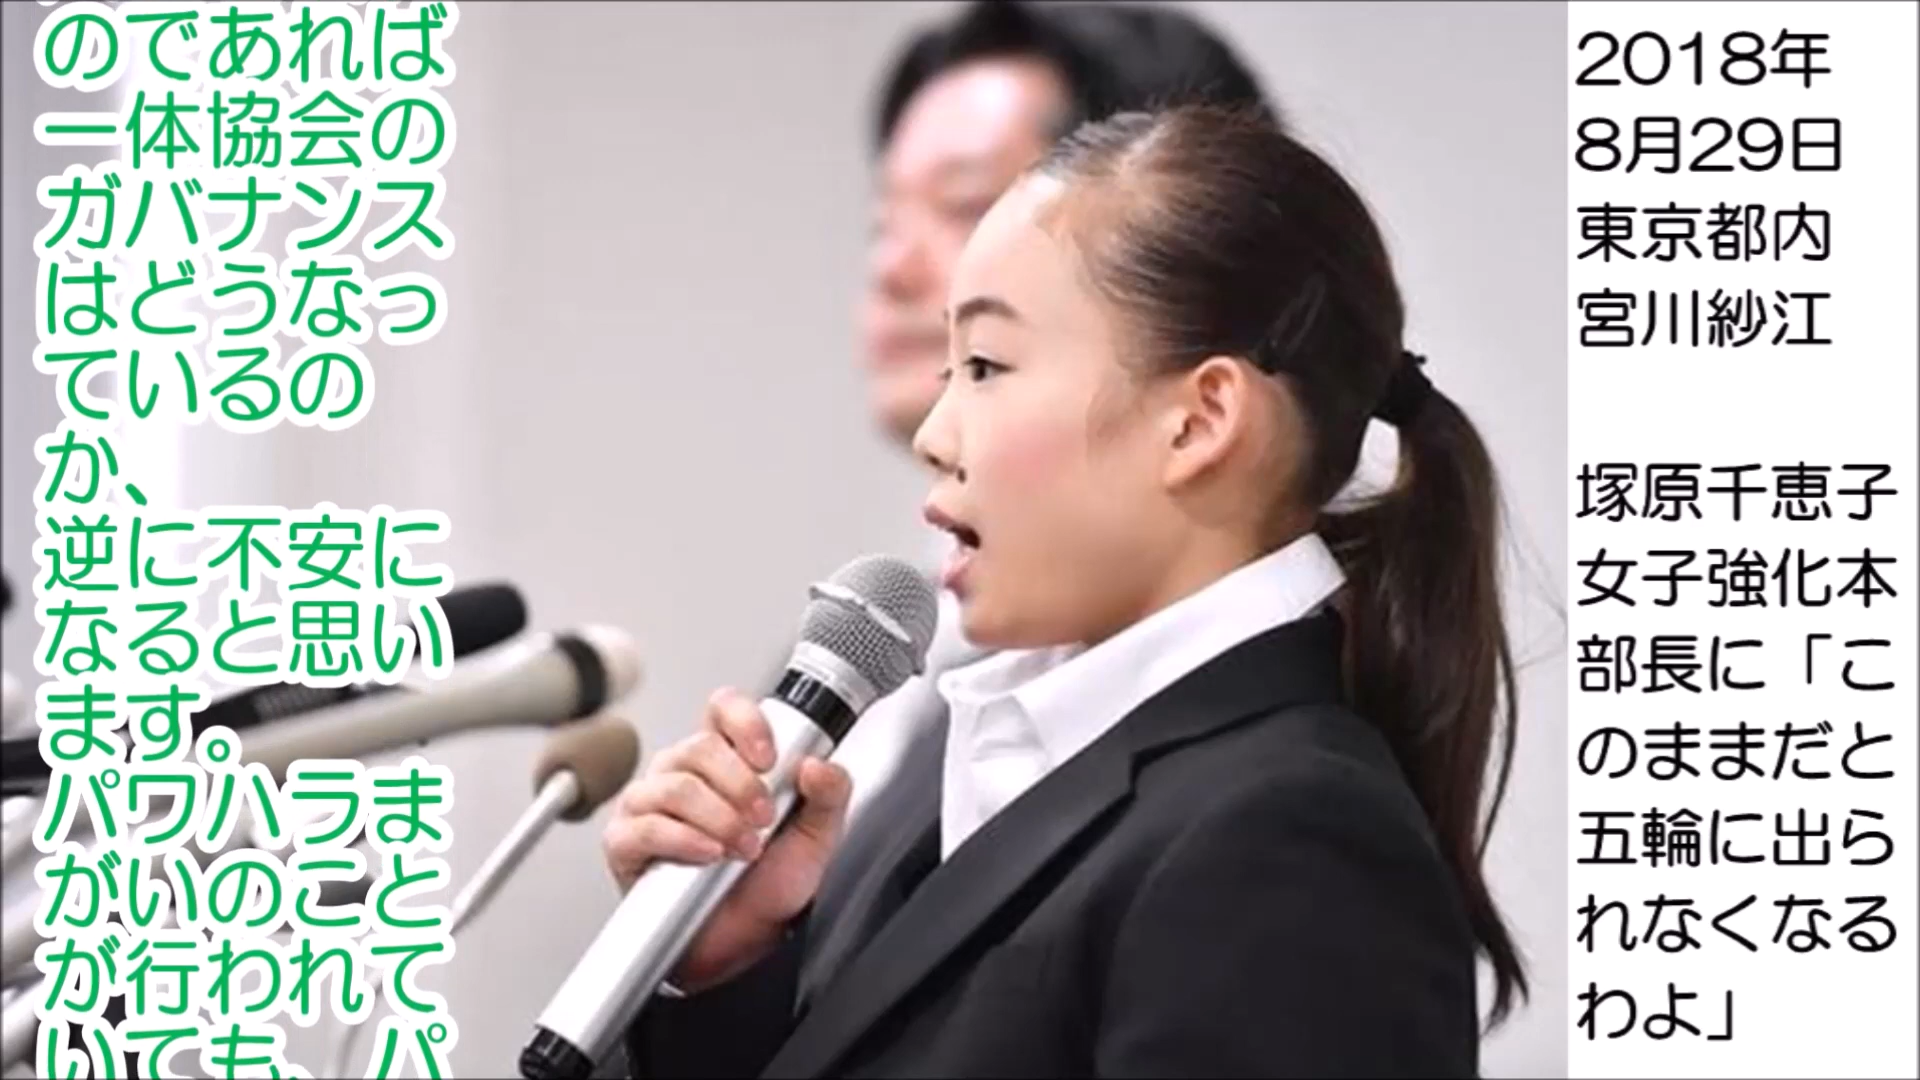 のであれば
一体協会の
ガバナンス
はどうなっ
ているの
か、
逆に不安に
なると思い
ます。
パワハラま
がいのこと
が行われて
いても、パ
2018年
8月29日
東京都内
宮川紗江
塚原千恵子
女子強化本
部長に「こ
のままだと
五輪に出ら
れなくなる
わよ」